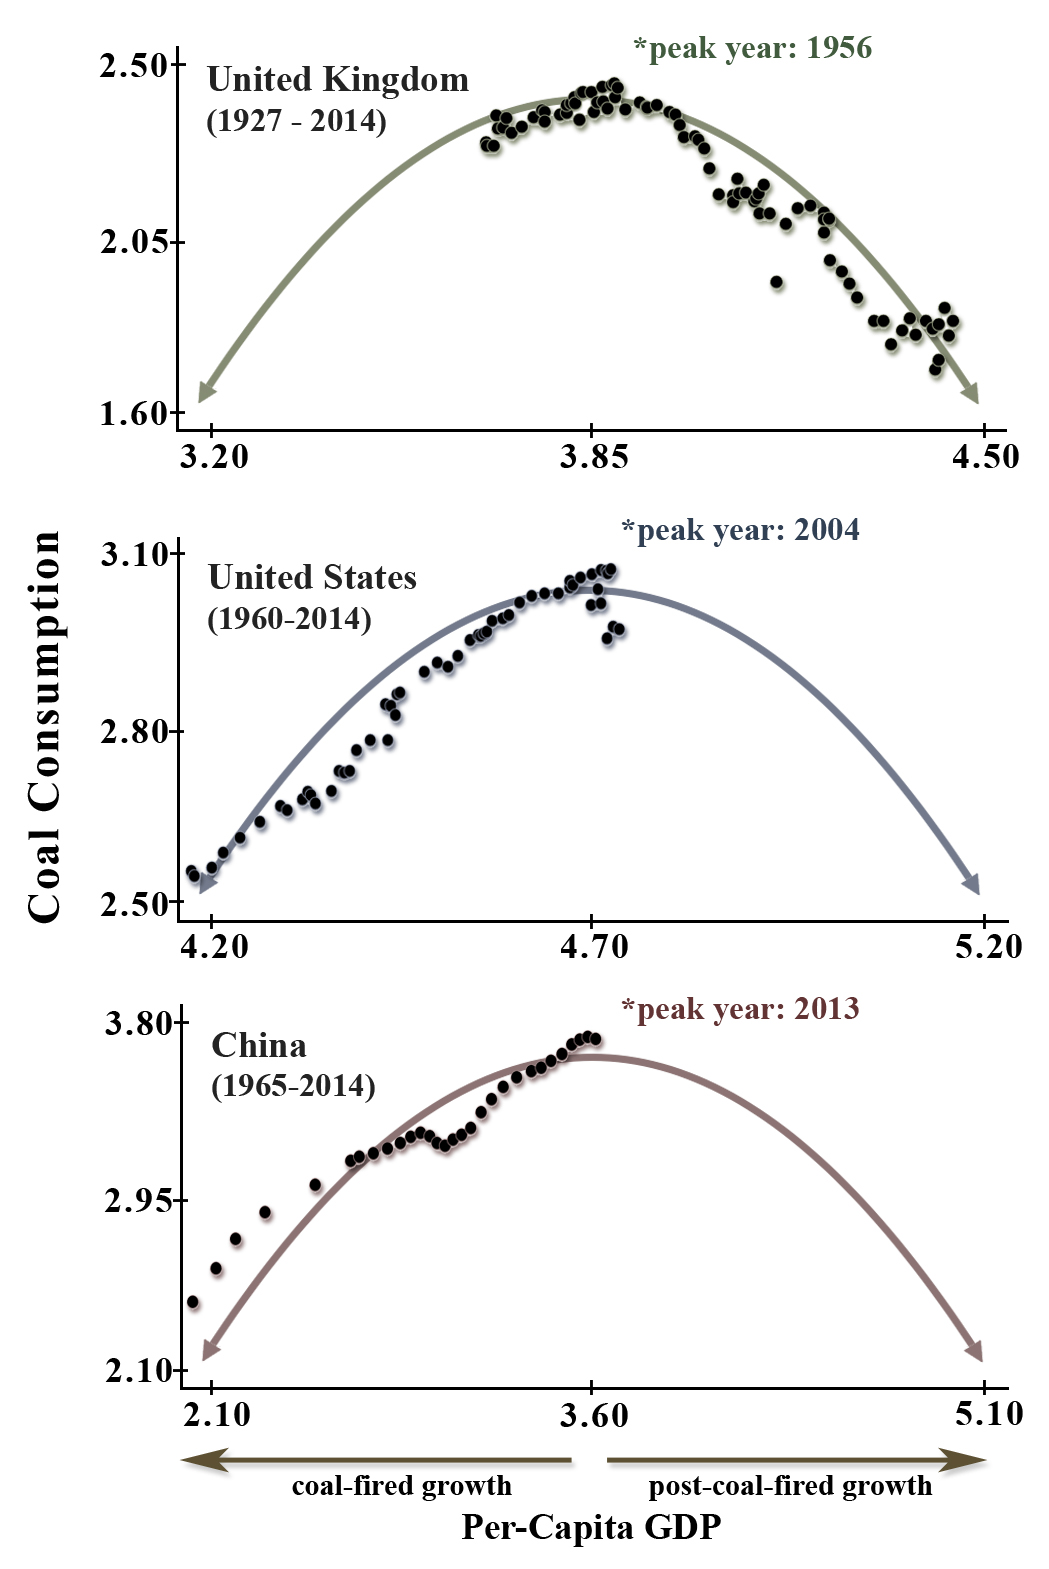 *peak year: 1956
2.50
United Kingdom
(1927 - 2014)
2.05
1.60
3.20 3.85 4.50
*peak year: 2004
3.10
United States
(1960-2014)
2.80
2.50
4.20 4.70 5.20
Coal Consumption
*peak year: 2013
3.80
China
(1965-2014)
2.95
2.10
2.10 3.60 5.10
coal-fired growth post-coal-fired growth
Per-Capita GDP